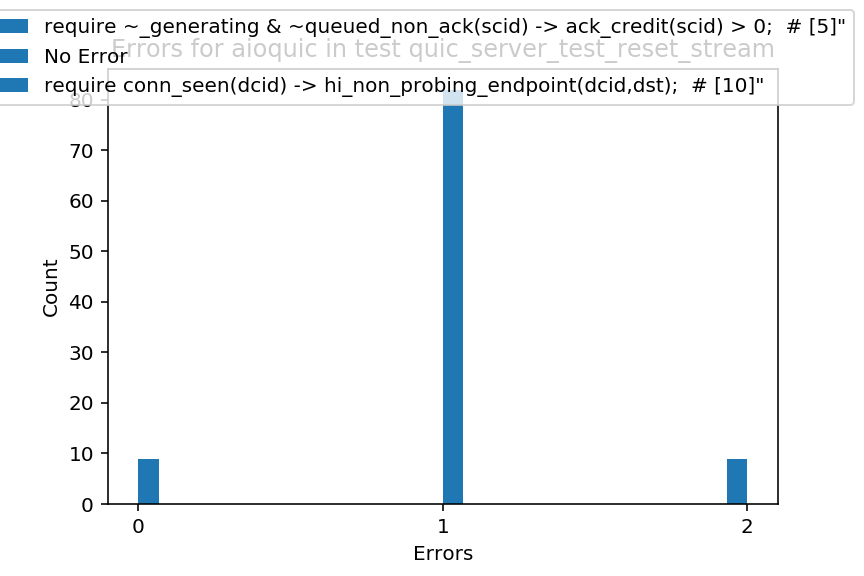 require ~_generating & ~queued_non_ack(scid) -> ack_credit(scid) > 0;  # [5]"
No Error
require conn_seen(dcid) -> hi_non_probing_endpoint(dcid,dst);  # [10]"
Errors for aioquic in test quic_server_test_reset_stream
80
70
60
50
40
30
20
10
0
Count
0 1 2
Errors